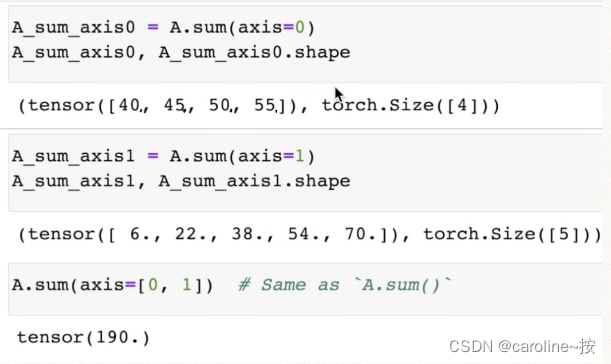 A_sum_axis0 = A.sum(axis=0)
A_sum_axis0, A_sum_axis0.shape
(tensor([40., 45., 50., 55.]), torch.Size([4]))
A_sum_axis1 = A.sum(axis=1)
A_sum_axis1, A_sum_axis1.shape
(tensor([ 6., 22., 38., 54., 70.]), torch.Size([5]))
A.sum(axis=[0, 1])  # Same as `A.sum()`
tensor(190.)
CSDN @caroline~按